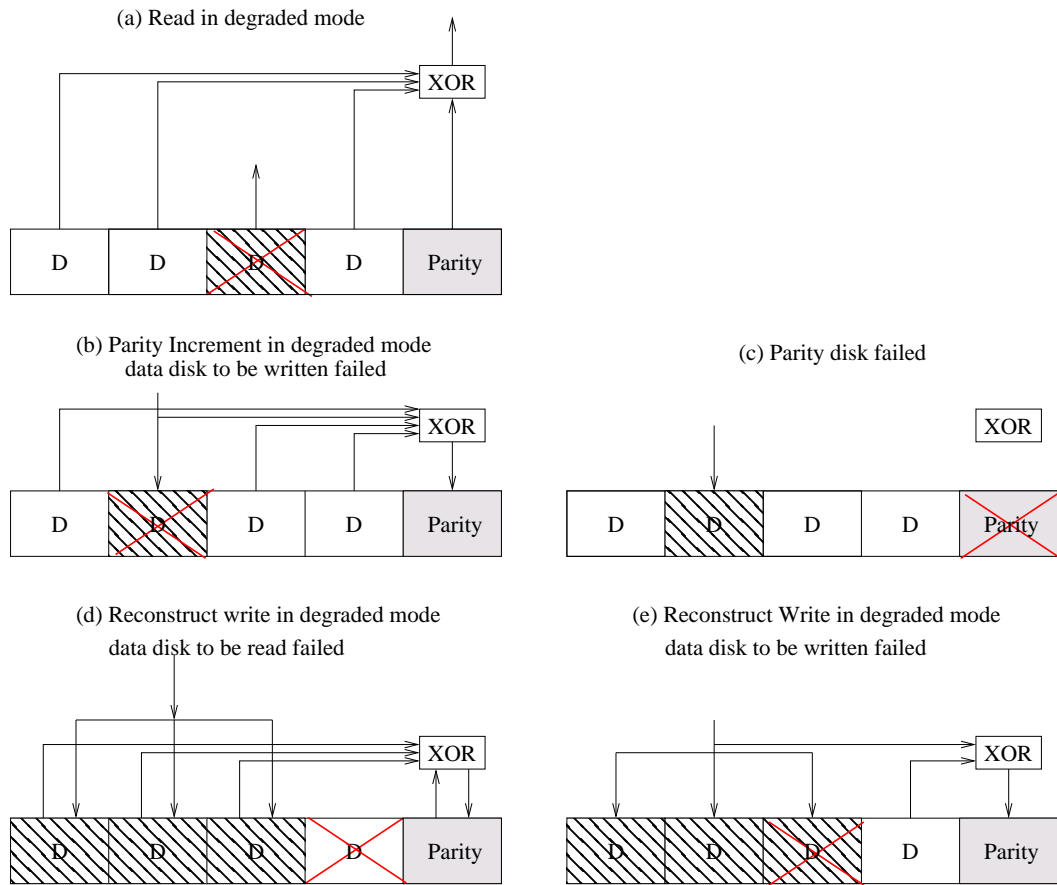 (a) Read in degraded mode
XOR
D D D D Parity
(b) Parity Increment in degraded mode
data disk to be written failed
XOR
D D D D Parity
(c) Parity disk failed
XOR
D D D D Parity
(d) Reconstruct write in degraded mode
data disk to be read failed
XOR
D D D D Parity
(e) Reconstruct Write in degraded mode
data disk to be written failed
XOR
D D D D Parity